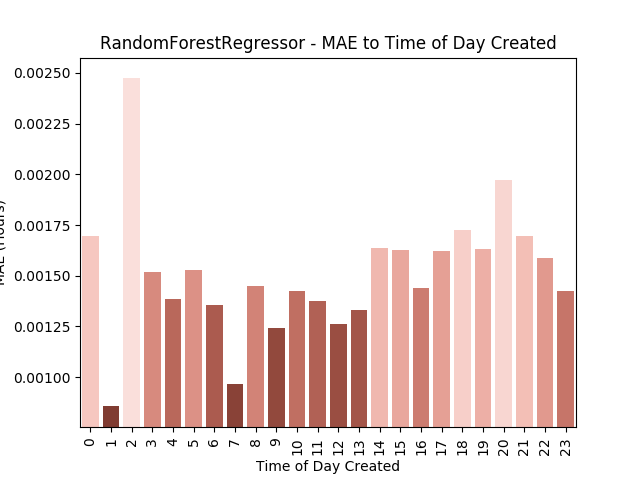 RandomForestRegressor - MAE to Time of Day Created
0.00250
0.00225
0.00200
0.00175
0.00150
0.00125
0.00100
MAE (Hours)
0 1 2 3 4 5 6 7 8 9 10 11 12 13 14 15 16 17 18 19 20 21 22 23
Time of Day Created